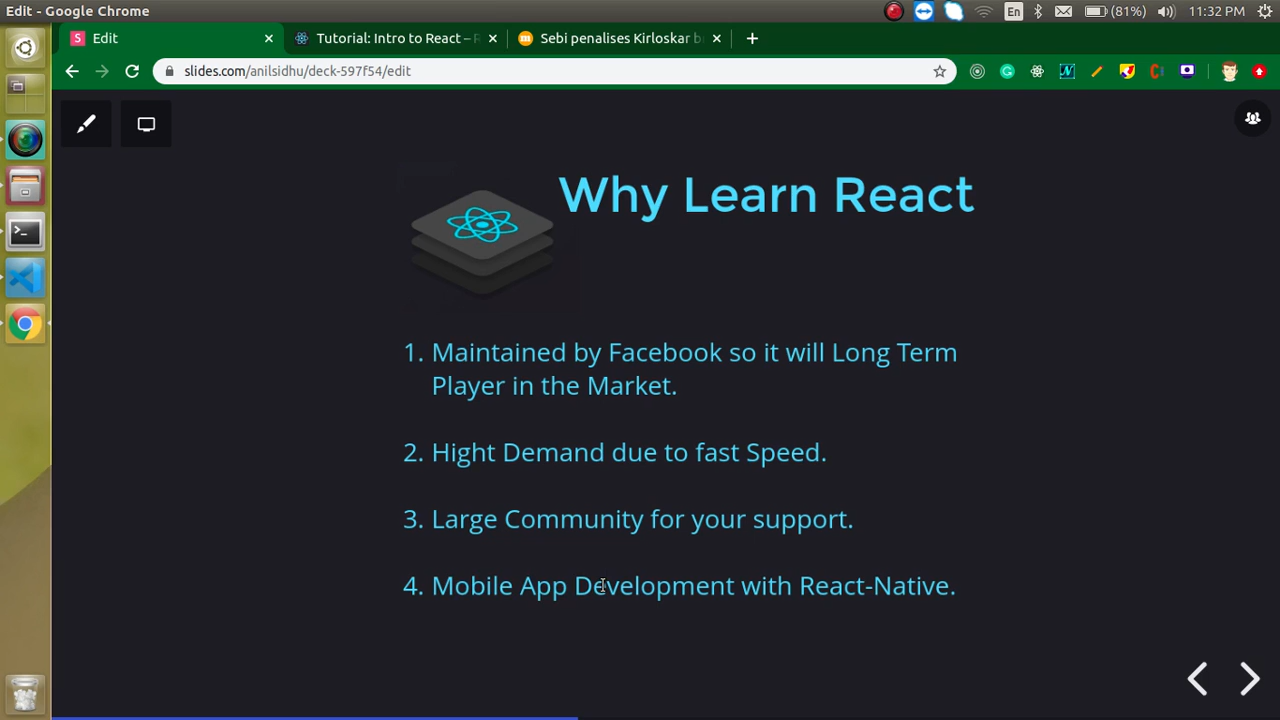 Edit - Google Chrome
En
(81%)
11:32 PM
S
Edit
Tutorial: Intro to React –
Sebi penalises Kirloskar
slides.com/anilsidhu/deck-597f54/edit
Why Learn React
1. Maintained by Facebook so it will Long Term
Player in the Market.
2. Hight Demand due to fast Speed.
3. Large Community for your support.
4. Mobile App Development with React-Native.